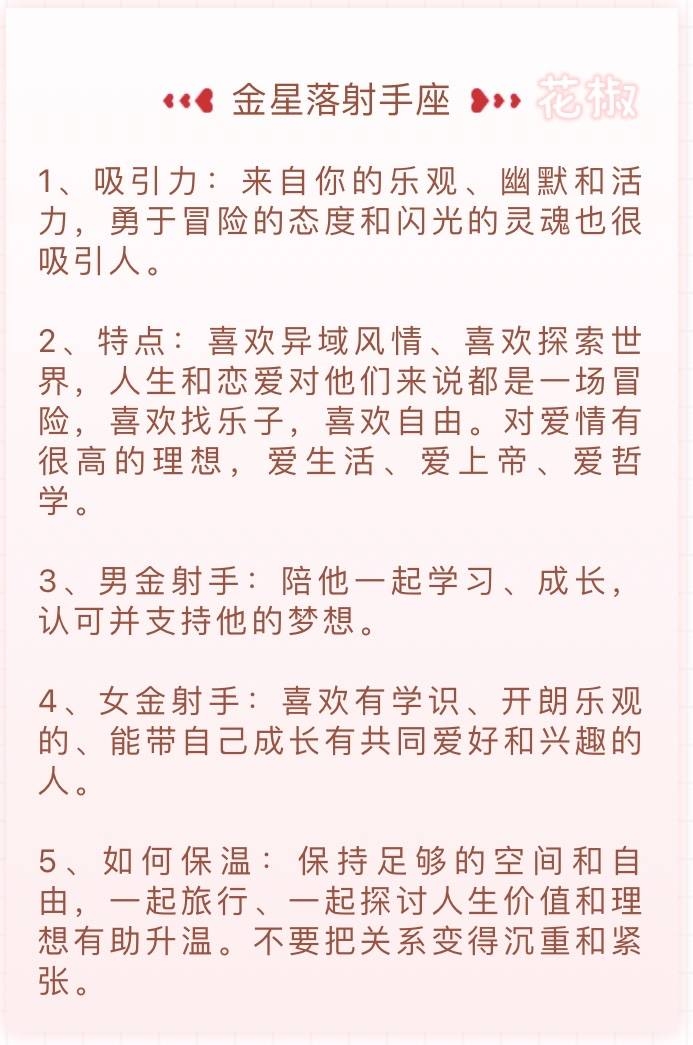 金星落射手座 花椒
1、吸引力：来自你的乐观、幽默和活
力，勇于冒险的态度和闪光的灵魂也很
吸引人。
2、特点：喜欢异域风情、喜欢探索世
界，人生和恋爱对他们来说都是一场冒
险，喜欢找乐子，喜欢自由。对爱情有
很高的理想，爱生活、爱上帝、爱哲
学。
3、男金射手：陪他一起学习、成长，
认可并支持他的梦想。
4、女金射手：喜欢有学识、开朗乐观
的、能带自己成长有共同爱好和兴趣的
人。
5、如何保温：保持足够的空间和自
由，一起旅行、一起探讨人生价值和理
想有助升温。不要把关系变得沉重和紧
张。